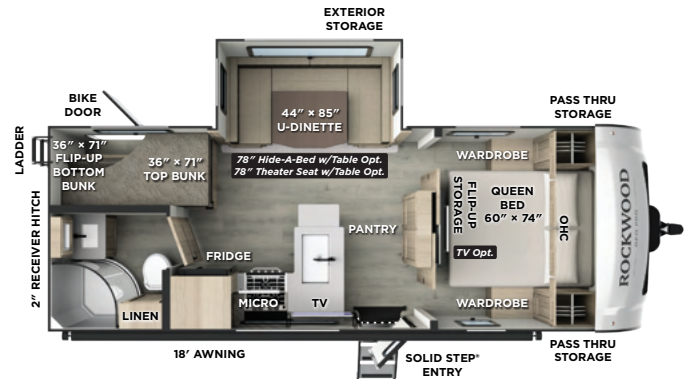 EXTERIOR
STORAGE
BIKE
DOOR
PASS THRU
STORAGE
LADDER
44" × 85"
U-DINETTE
36" × 71"
FLIP-UP
BOTTOM
BUNK
36" × 71"
TOP BUNK
78" Hide-A-Bed w/Table Opt.
78" Theater Seat w/Table Opt.
WARDROBE
FLIP-UP
STORAGE
QUEEN
BED
60" × 74"
OHC
ROCKWOOD
2" RECEIVER HITCH
PANTRY
TV Opt.
FRIDGE
MICRO
TV
LINEN
WARDROBE
18' AWNING
SOLID STEP®
ENTRY
PASS THRU
STORAGE